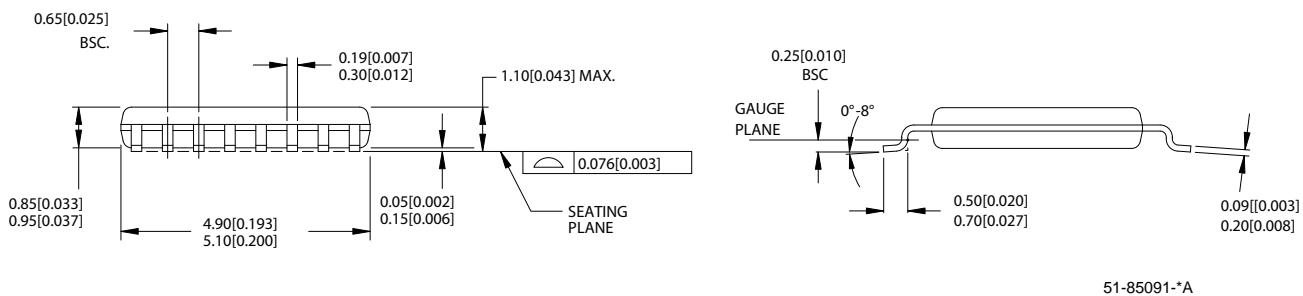 0.65[0.025]
BSC.
0.19[0.007]
0.30[0.012]
1.10[0.043] MAX.
0.85[0.033]
0.95[0.037]
4.90[0.193]
5.10[0.200]
0.05[0.002]
0.15[0.006]
0.076[0.003]
SEATING
PLANE
0.25[0.010]
BSC
GAUGE
PLANE
0°-8°
0.50[0.020]
0.70[0.027]
0.09[[0.003]
0.20[0.008]
51-85091-*A